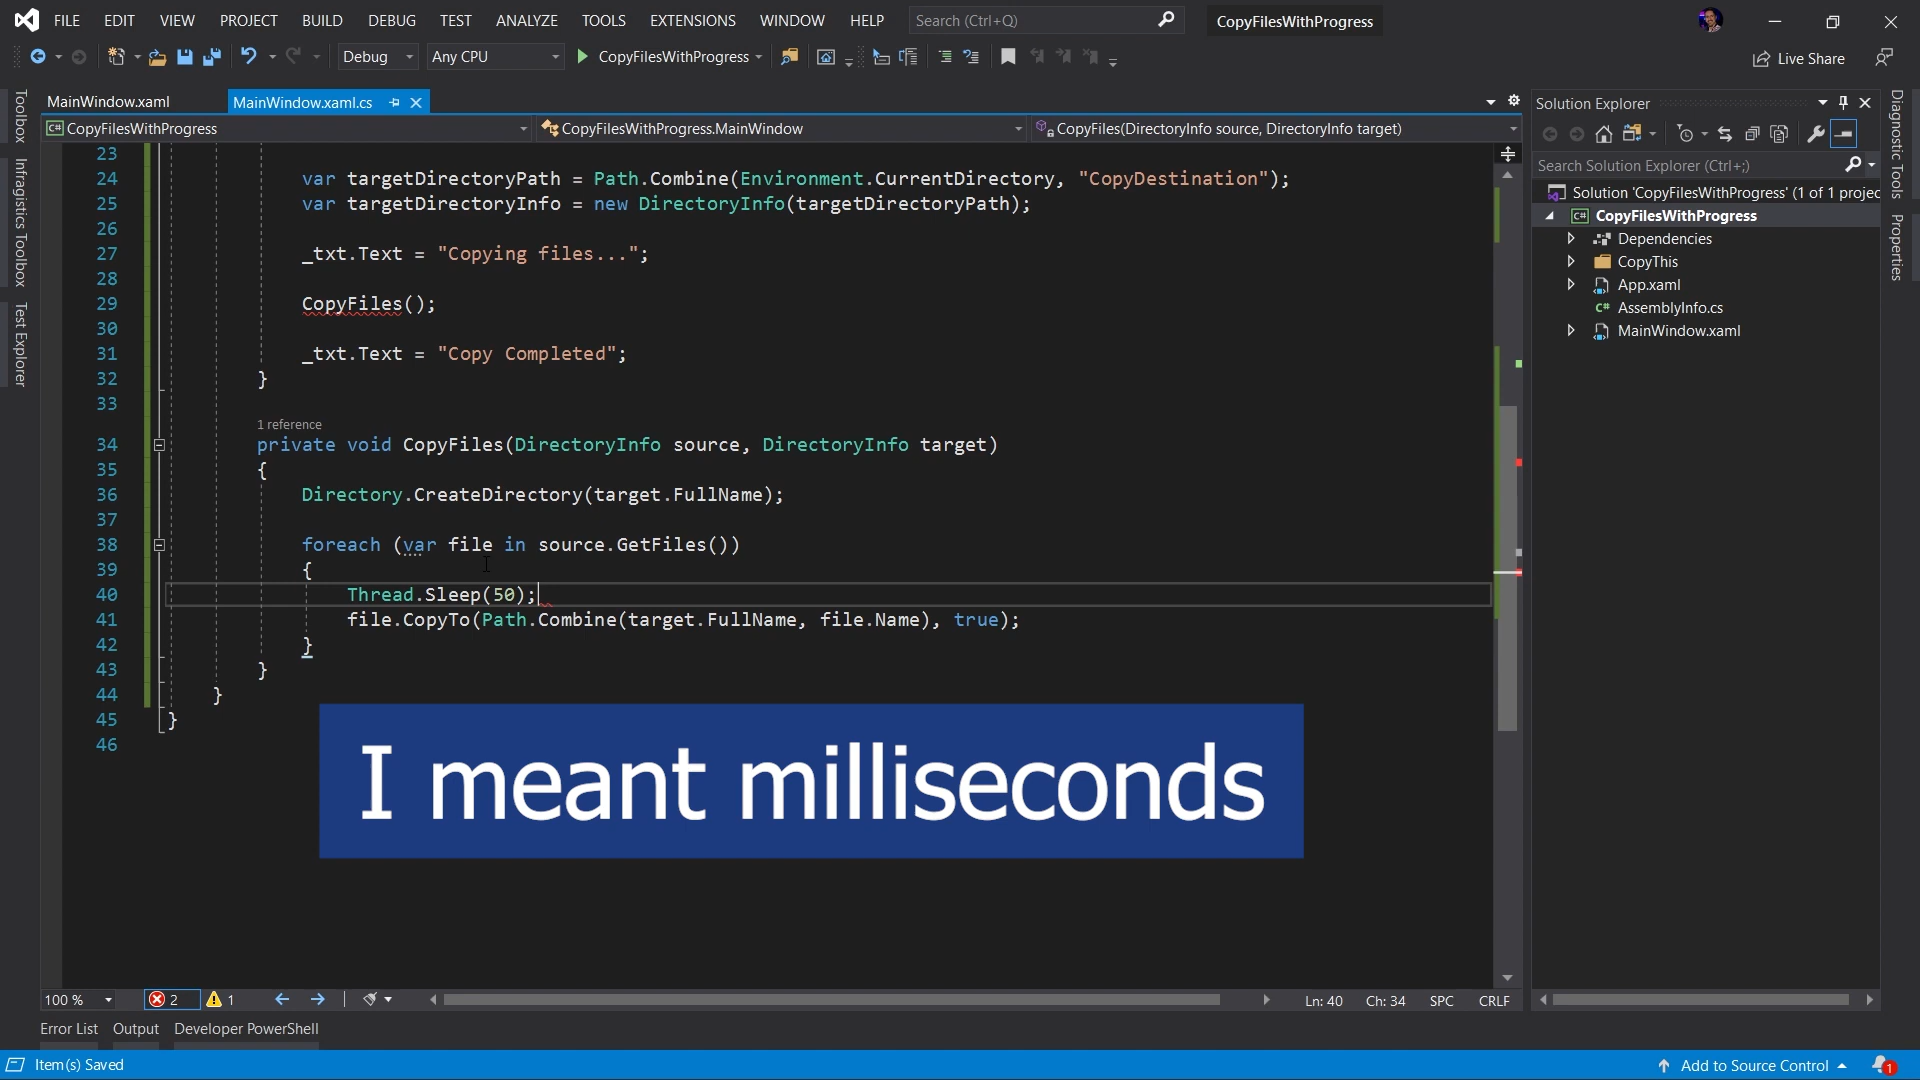 FILE EDIT VIEW PROJECT BUILD DEBUG TEST ANALYZE TOOLS EXTENSIONS WINDOW HELP Search (Ctrl+Q) CopyFilesWithProgress
Debug Any CPU CopyFilesWithProgress Live Share
MainWindow.xaml MainWindow.xaml.cs
CopyFilesWithProgress CopyFilesWithProgress.MainWindow CopyFiles(DirectoryInfo source, DirectoryInfo target)
Toolbox
Infragistics Toolbox
Test Explorer
23
24 var targetDirectoryPath = Path.Combine(Environment.CurrentDirectory, "CopyDestination");
25 var targetDirectoryInfo = new DirectoryInfo(targetDirectoryPath);
26
27 _txt.Text = "Copying files...";
28
29 CopyFiles();
30
31 _txt.Text = "Copy Completed";
32 }
33
1 reference
34 private void CopyFiles(DirectoryInfo source, DirectoryInfo target)
35 {
36 Directory.CreateDirectory(target.FullName);
37
38 foreach (var file in source.GetFiles())
39 {
40 Thread.Sleep(50);
41 file.CopyTo(Path.Combine(target.FullName, file.Name), true);
42 }
43 }
44 }
45 }
46
I meant milliseconds
Solution Explorer
Search Solution Explorer (Ctrl+;)
Solution 'CopyFilesWithProgress' (1 of 1 projec
C# CopyFilesWithProgress
Dependencies
CopyThis
App.xaml
C# AssemblyInfo.cs
MainWindow.xaml
Diagnostic Tools
Properties
100 % 2 1 Ln: 40 Ch: 34 SPC CRLF
Error List Output Developer PowerShell
Item(s) Saved Add to Source Control 1